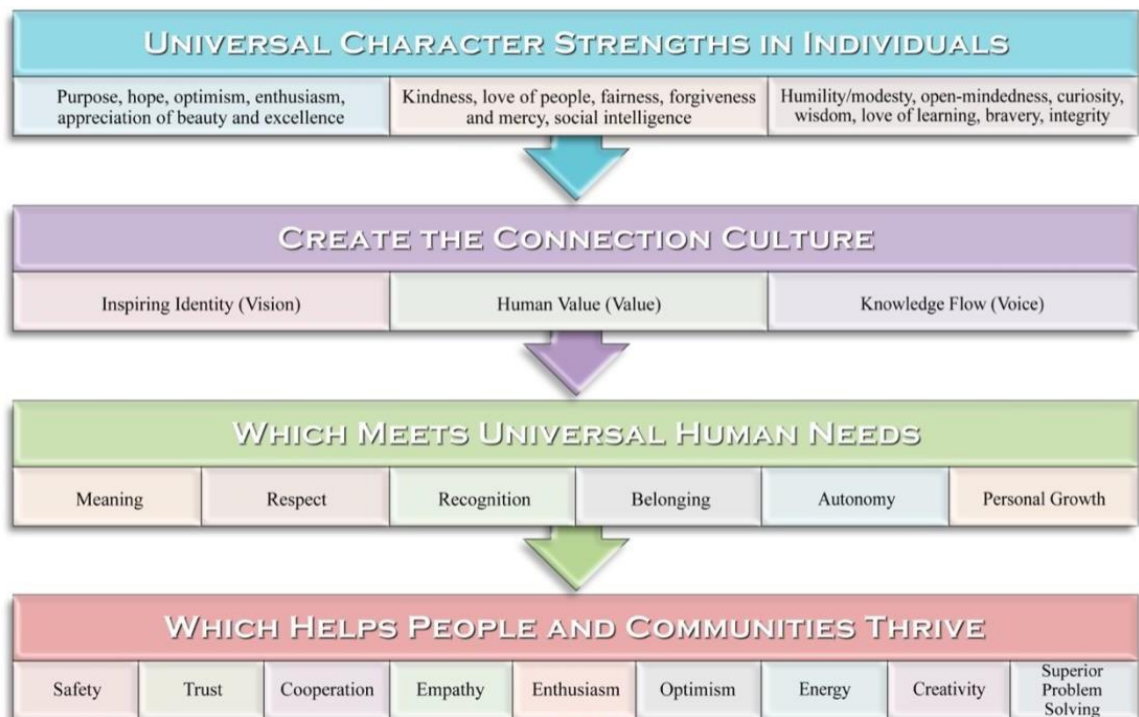 UNIVERSAL CHARACTER STRENGTHS IN INDIVIDUALS
Purpose, hope, optimism, enthusiasm,
appreciation of beauty and excellence
Kindness, love of people, fairness, forgiveness
and mercy, social intelligence
Humility/modesty, open-mindedness, curiosity,
wisdom, love of learning, bravery, integrity
CREATE THE CONNECTION CULTURE
Inspiring Identity (Vision)
Human Value (Value)
Knowledge Flow (Voice)
WHICH MEETS UNIVERSAL HUMAN NEEDS
Meaning
Respect
Recognition
Belonging
Autonomy
Personal Growth
WHICH HELPS PEOPLE AND COMMUNITIES THRIVE
Safety
Trust
Cooperation
Empathy
Enthusiasm
Optimism
Energy
Creativity
Superior
Problem
Solving